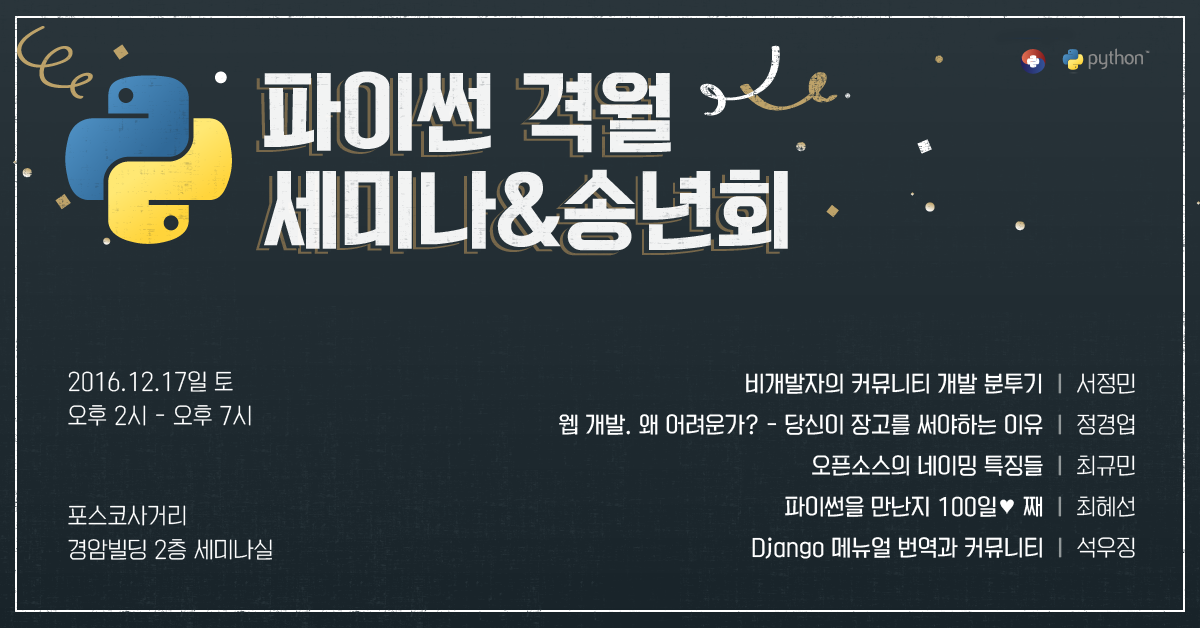 python™
파이썬 격월
세미나&송년회
2016.12.17일 토
오후 2시 - 오후 7시
포스코사거리
경암빌딩 2층 세미나실
비개발자의 커뮤니티 개발 분투기 | 서정민
웹 개발. 왜 어려운가? - 당신이 장고를 써야하는 이유 | 정경업
오픈소스의 네이밍 특징들 | 최규민
파이썬을 만난지 100일♥ 째 | 최혜선
Django 메뉴얼 번역과 커뮤니티 | 석우징